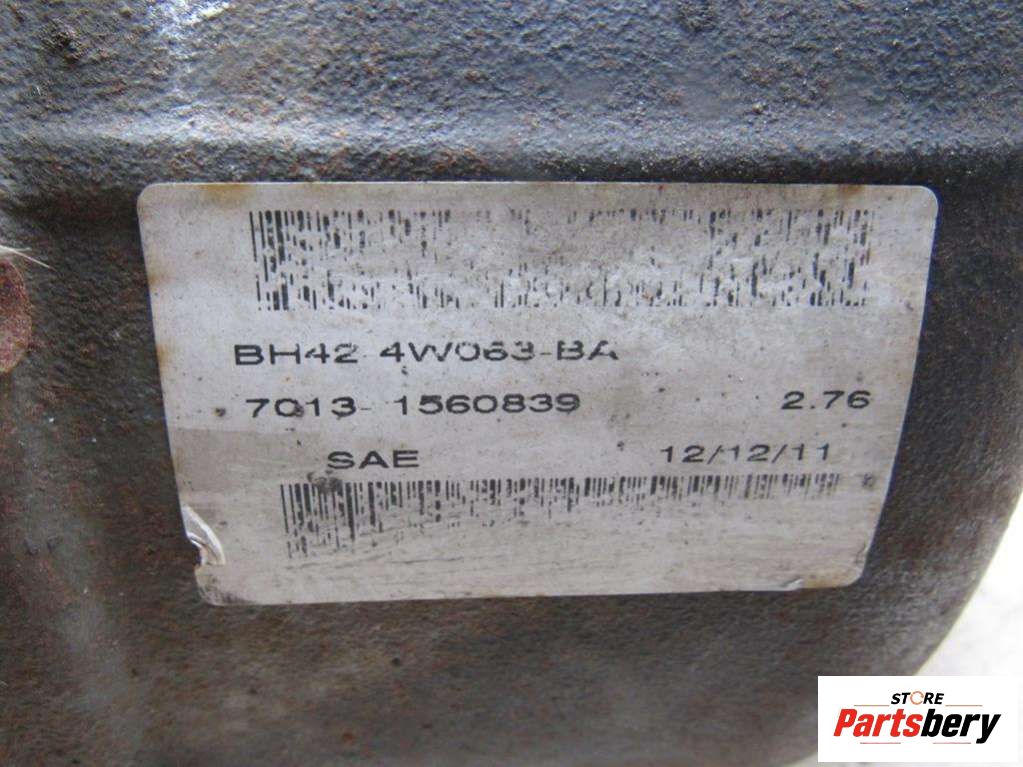 BH42 4W063-BA
7013- 1560839 2.76
SAE 12/12/11
STORE
Partsbery